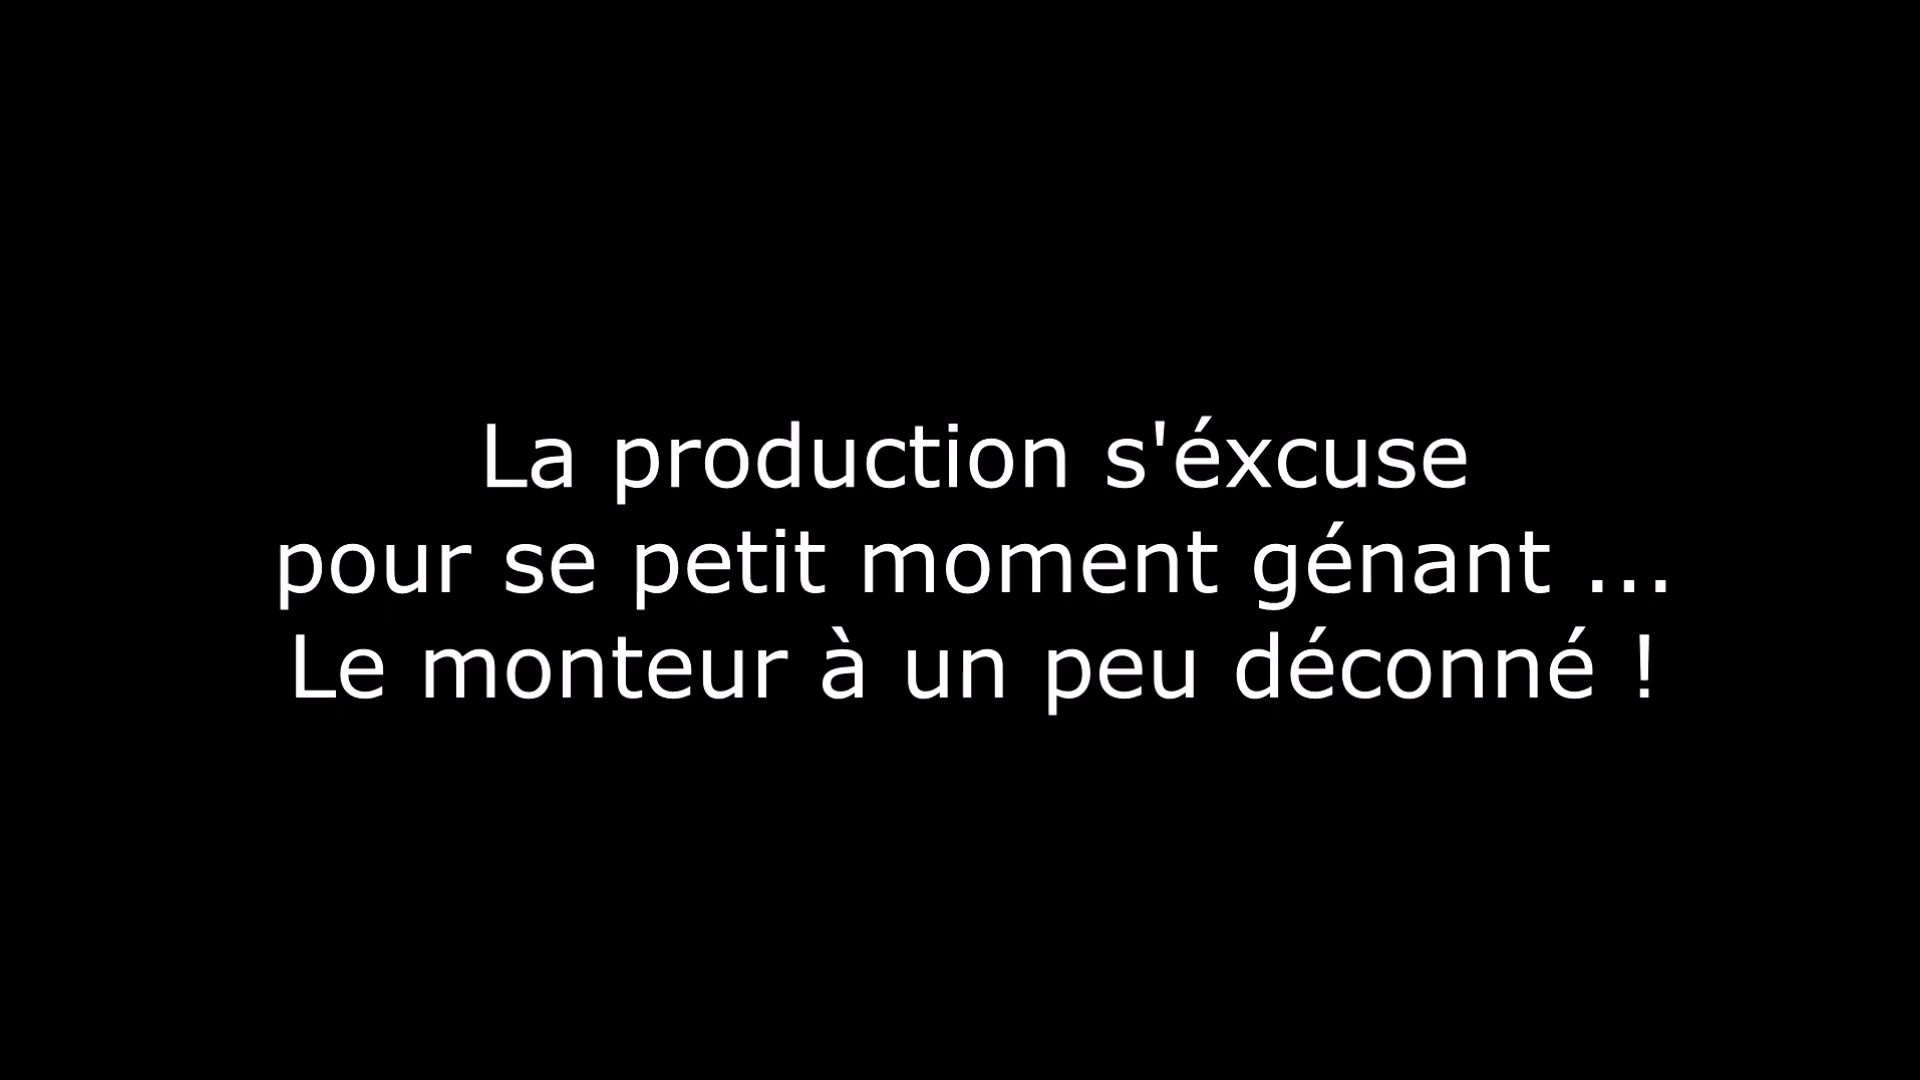 La production s'éxcuse
pour se petit moment génant ...
Le monteur à un peu déconné !